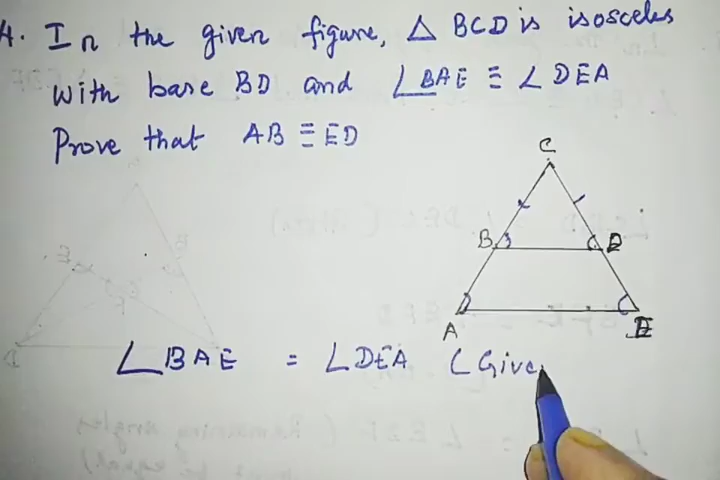 4. In the given figure, △ BCD is isosceles
with base BD and ∠BAE ≡ ∠DEA
Prove that AB ≡ ED
C
B D
A E
∠BAE = ∠DEA (Give